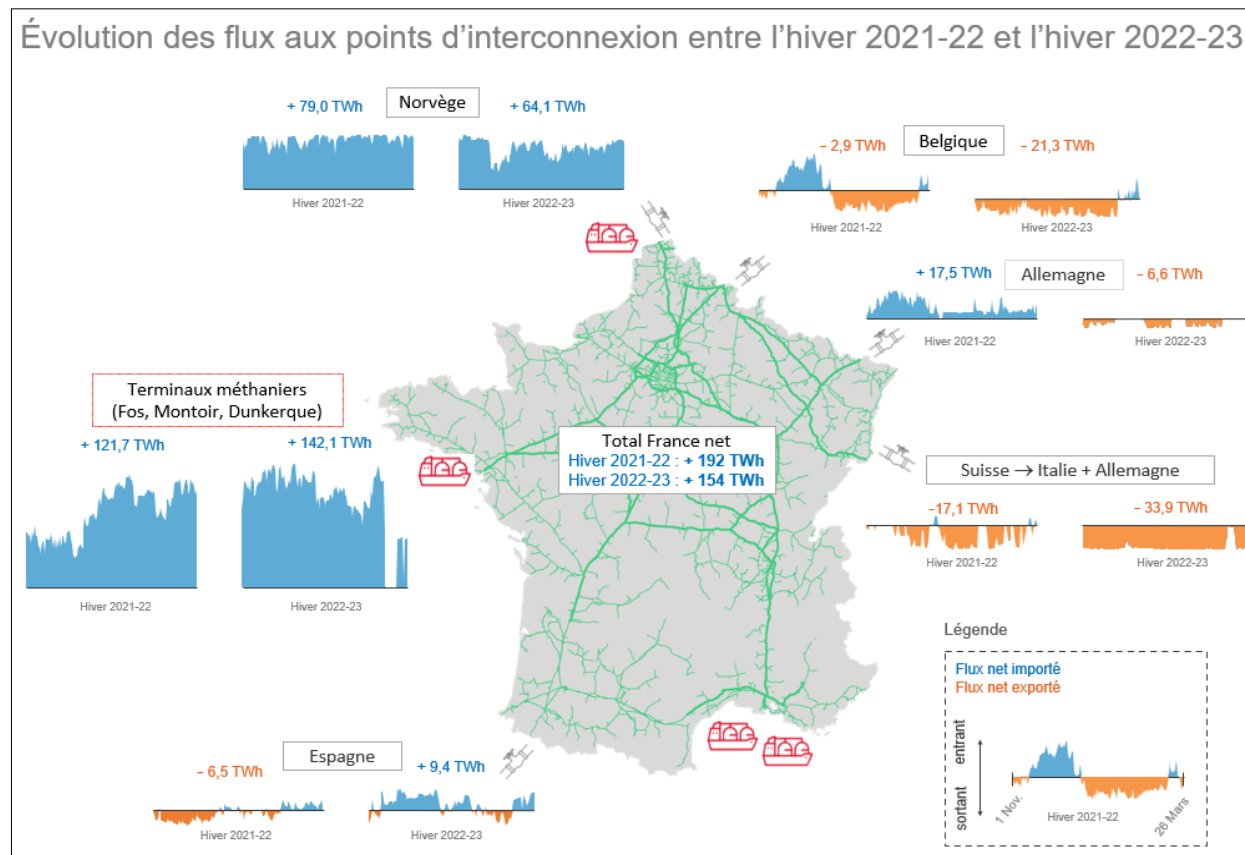 Évolution des flux aux points d'interconnexion entre l'hiver 2021-22 et l'hiver 2022-23
+ 79,0 TWh
Norvège
+ 64,1 TWh
Hiver 2021-22
Hiver 2022-23
− 2,9 TWh
Belgique
− 21,3 TWh
Hiver 2021-22
Hiver 2022-23
+ 17,5 TWh
Allemagne
− 6,6 TWh
Hiver 2021-22
Hiver 2022-23
Terminaux méthaniers
(Fos, Montoir, Dunkerque)
+ 121,7 TWh
+ 142,1 TWh
Hiver 2021-22
Hiver 2022-23
Total France net
Hiver 2021-22 : + 192 TWh
Hiver 2022-23 : + 154 TWh
Suisse → Italie + Allemagne
−17,1 TWh
− 33,9 TWh
Hiver 2021-22
Hiver 2022-23
Espagne
− 6,5 TWh
+ 9,4 TWh
Hiver 2021-22
Hiver 2022-23
Légende
Flux net importé
Flux net exporté
sortant entrant
1 Nov.
Hiver 2021-22
26 Mars